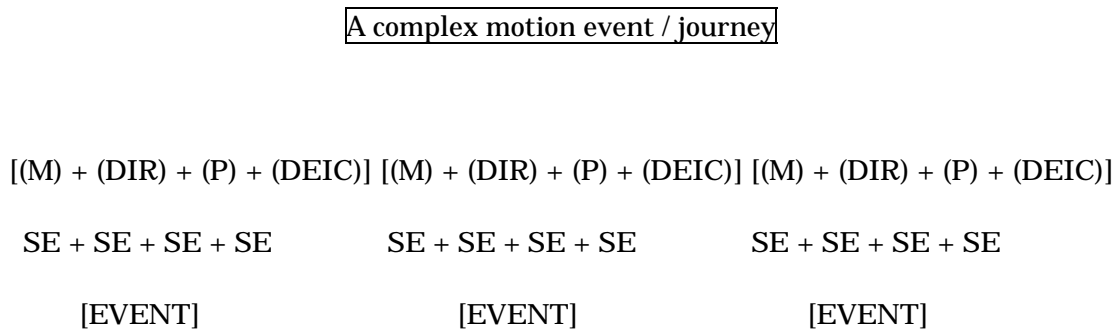 A complex motion event / journey
[(M) + (DIR) + (P) + (DEIC)] [(M) + (DIR) + (P) + (DEIC)] [(M) + (DIR) + (P) + (DEIC)]
SE + SE + SE + SE SE + SE + SE + SE SE + SE + SE + SE
[EVENT] [EVENT] [EVENT]